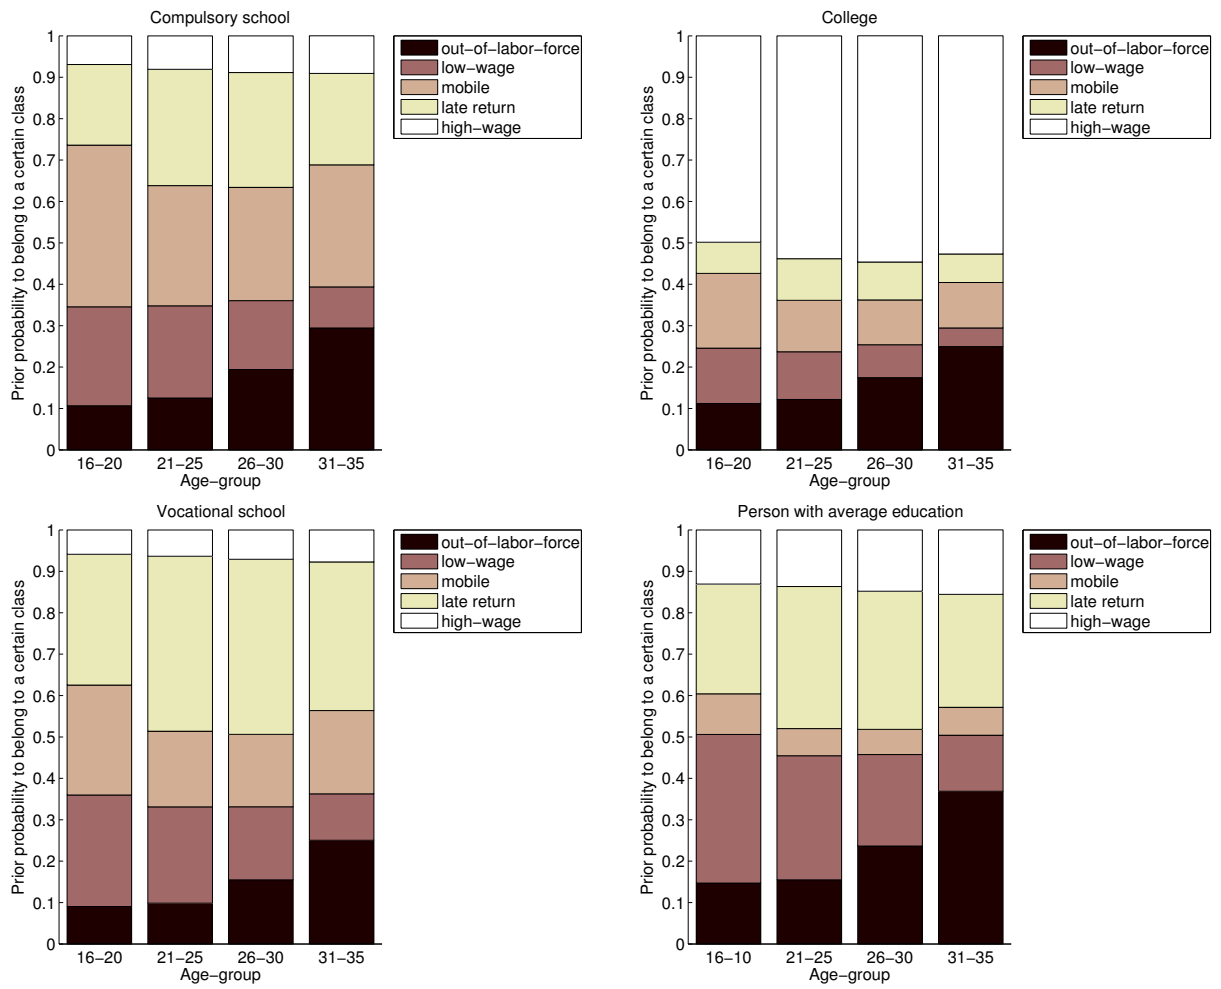 Compulsory school
Prior probability to belong to a certain class
1
0.9
0.8
0.7
0.6
0.5
0.4
0.3
0.2
0.1
0
16−20 21−25 26−30 31−35
Age−group
out−of−labor−force
low−wage
mobile
late return
high−wage
College
Prior probability to belong to a certain class
1
0.9
0.8
0.7
0.6
0.5
0.4
0.3
0.2
0.1
0
16−20 21−25 26−30 31−35
Age−group
out−of−labor−force
low−wage
mobile
late return
high−wage
Vocational school
Prior probability to belong to a certain class
1
0.9
0.8
0.7
0.6
0.5
0.4
0.3
0.2
0.1
0
16−20 21−25 26−30 31−35
Age−group
out−of−labor−force
low−wage
mobile
late return
high−wage
Person with average education
Prior probability to belong to a certain class
1
0.9
0.8
0.7
0.6
0.5
0.4
0.3
0.2
0.1
0
16−10 21−25 26−30 31−35
Age−group
out−of−labor−force
low−wage
mobile
late return
high−wage